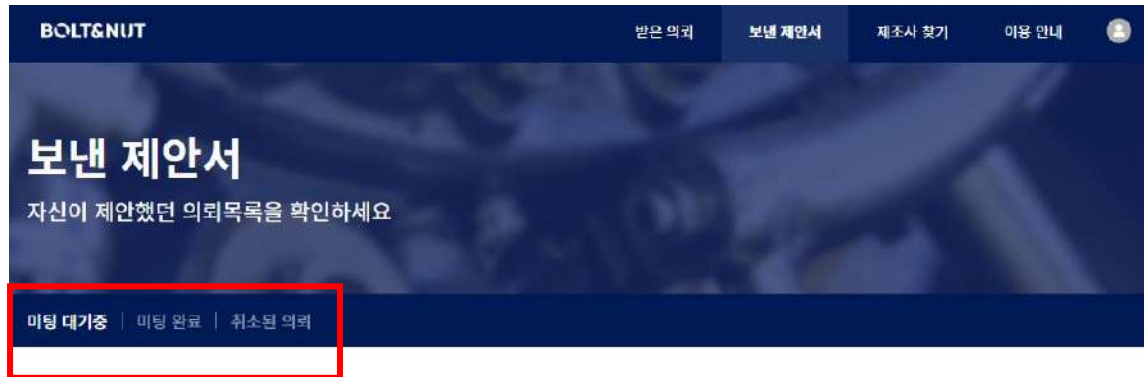 BOLT&NUT 받은 의뢰 보낸 제안서 제조사 찾기 이용 안내
보낸 제안서
자신이 제안했던 의뢰목록을 확인하세요
미팅 대기중 | 미팅 완료 | 취소된 의뢰